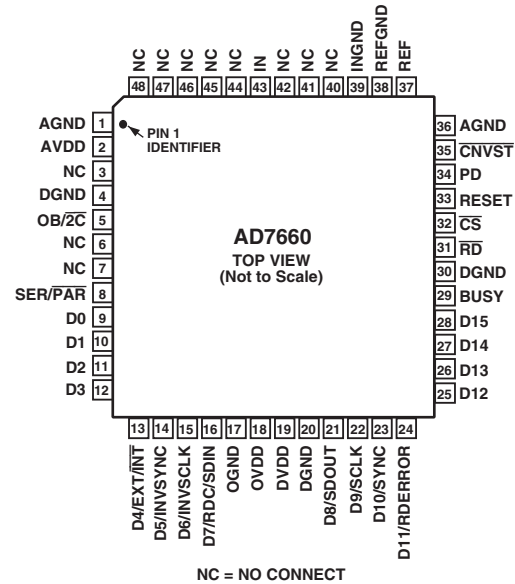 NC
NC
NC
NC
NC
IN
NC
NC
NC
INGND
REFGND
REF
48
47
46
45
44
43
42
41
40
39
38
37
AGND 1
AVDD 2
NC 3
DGND 4
OB/2C̅ 5
NC 6
NC 7
SER/P̅A̅R̅ 8
D0 9
D1 10
D2 11
D3 12
PIN 1
IDENTIFIER
AD7660
TOP VIEW
(Not to Scale)
36 AGND
35 C̅N̅V̅S̅T̅
34 PD
33 RESET
32 C̅S̅
31 R̅D̅
30 DGND
29 BUSY
28 D15
27 D14
26 D13
25 D12
13
14
15
16
17
18
19
20
21
22
23
24
D4/EXT/I̅N̅T̅
D5/INVSYNC
D6/INVSCLK
D7/RDC/SDIN
OGND
OVDD
DVDD
DGND
D8/SDOUT
D9/SCLK
D10/SYNC
D11/RDERROR
NC = NO CONNECT